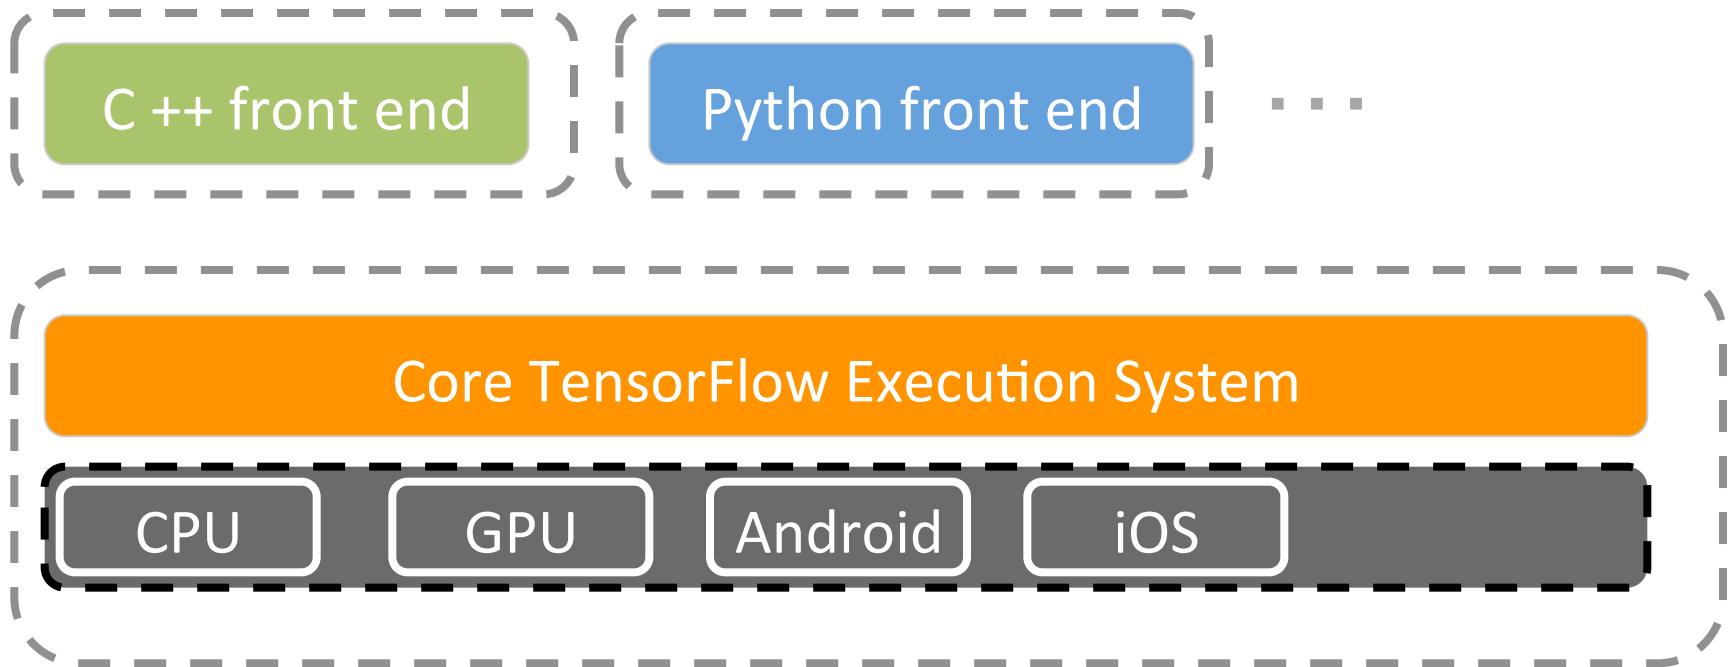 C ++ front end
Python front end
...
Core TensorFlow Execution System
CPU
GPU
Android
iOS